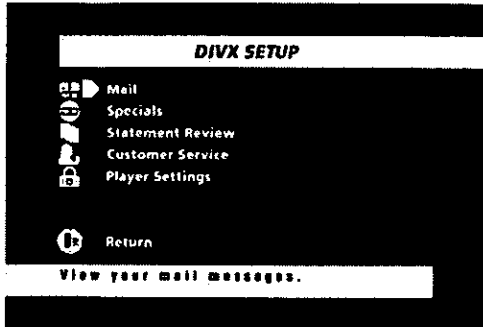 DIVX SETUP
Mail
Specials
Statement Review
Customer Service
Player Settings
Return
View your mail messages.